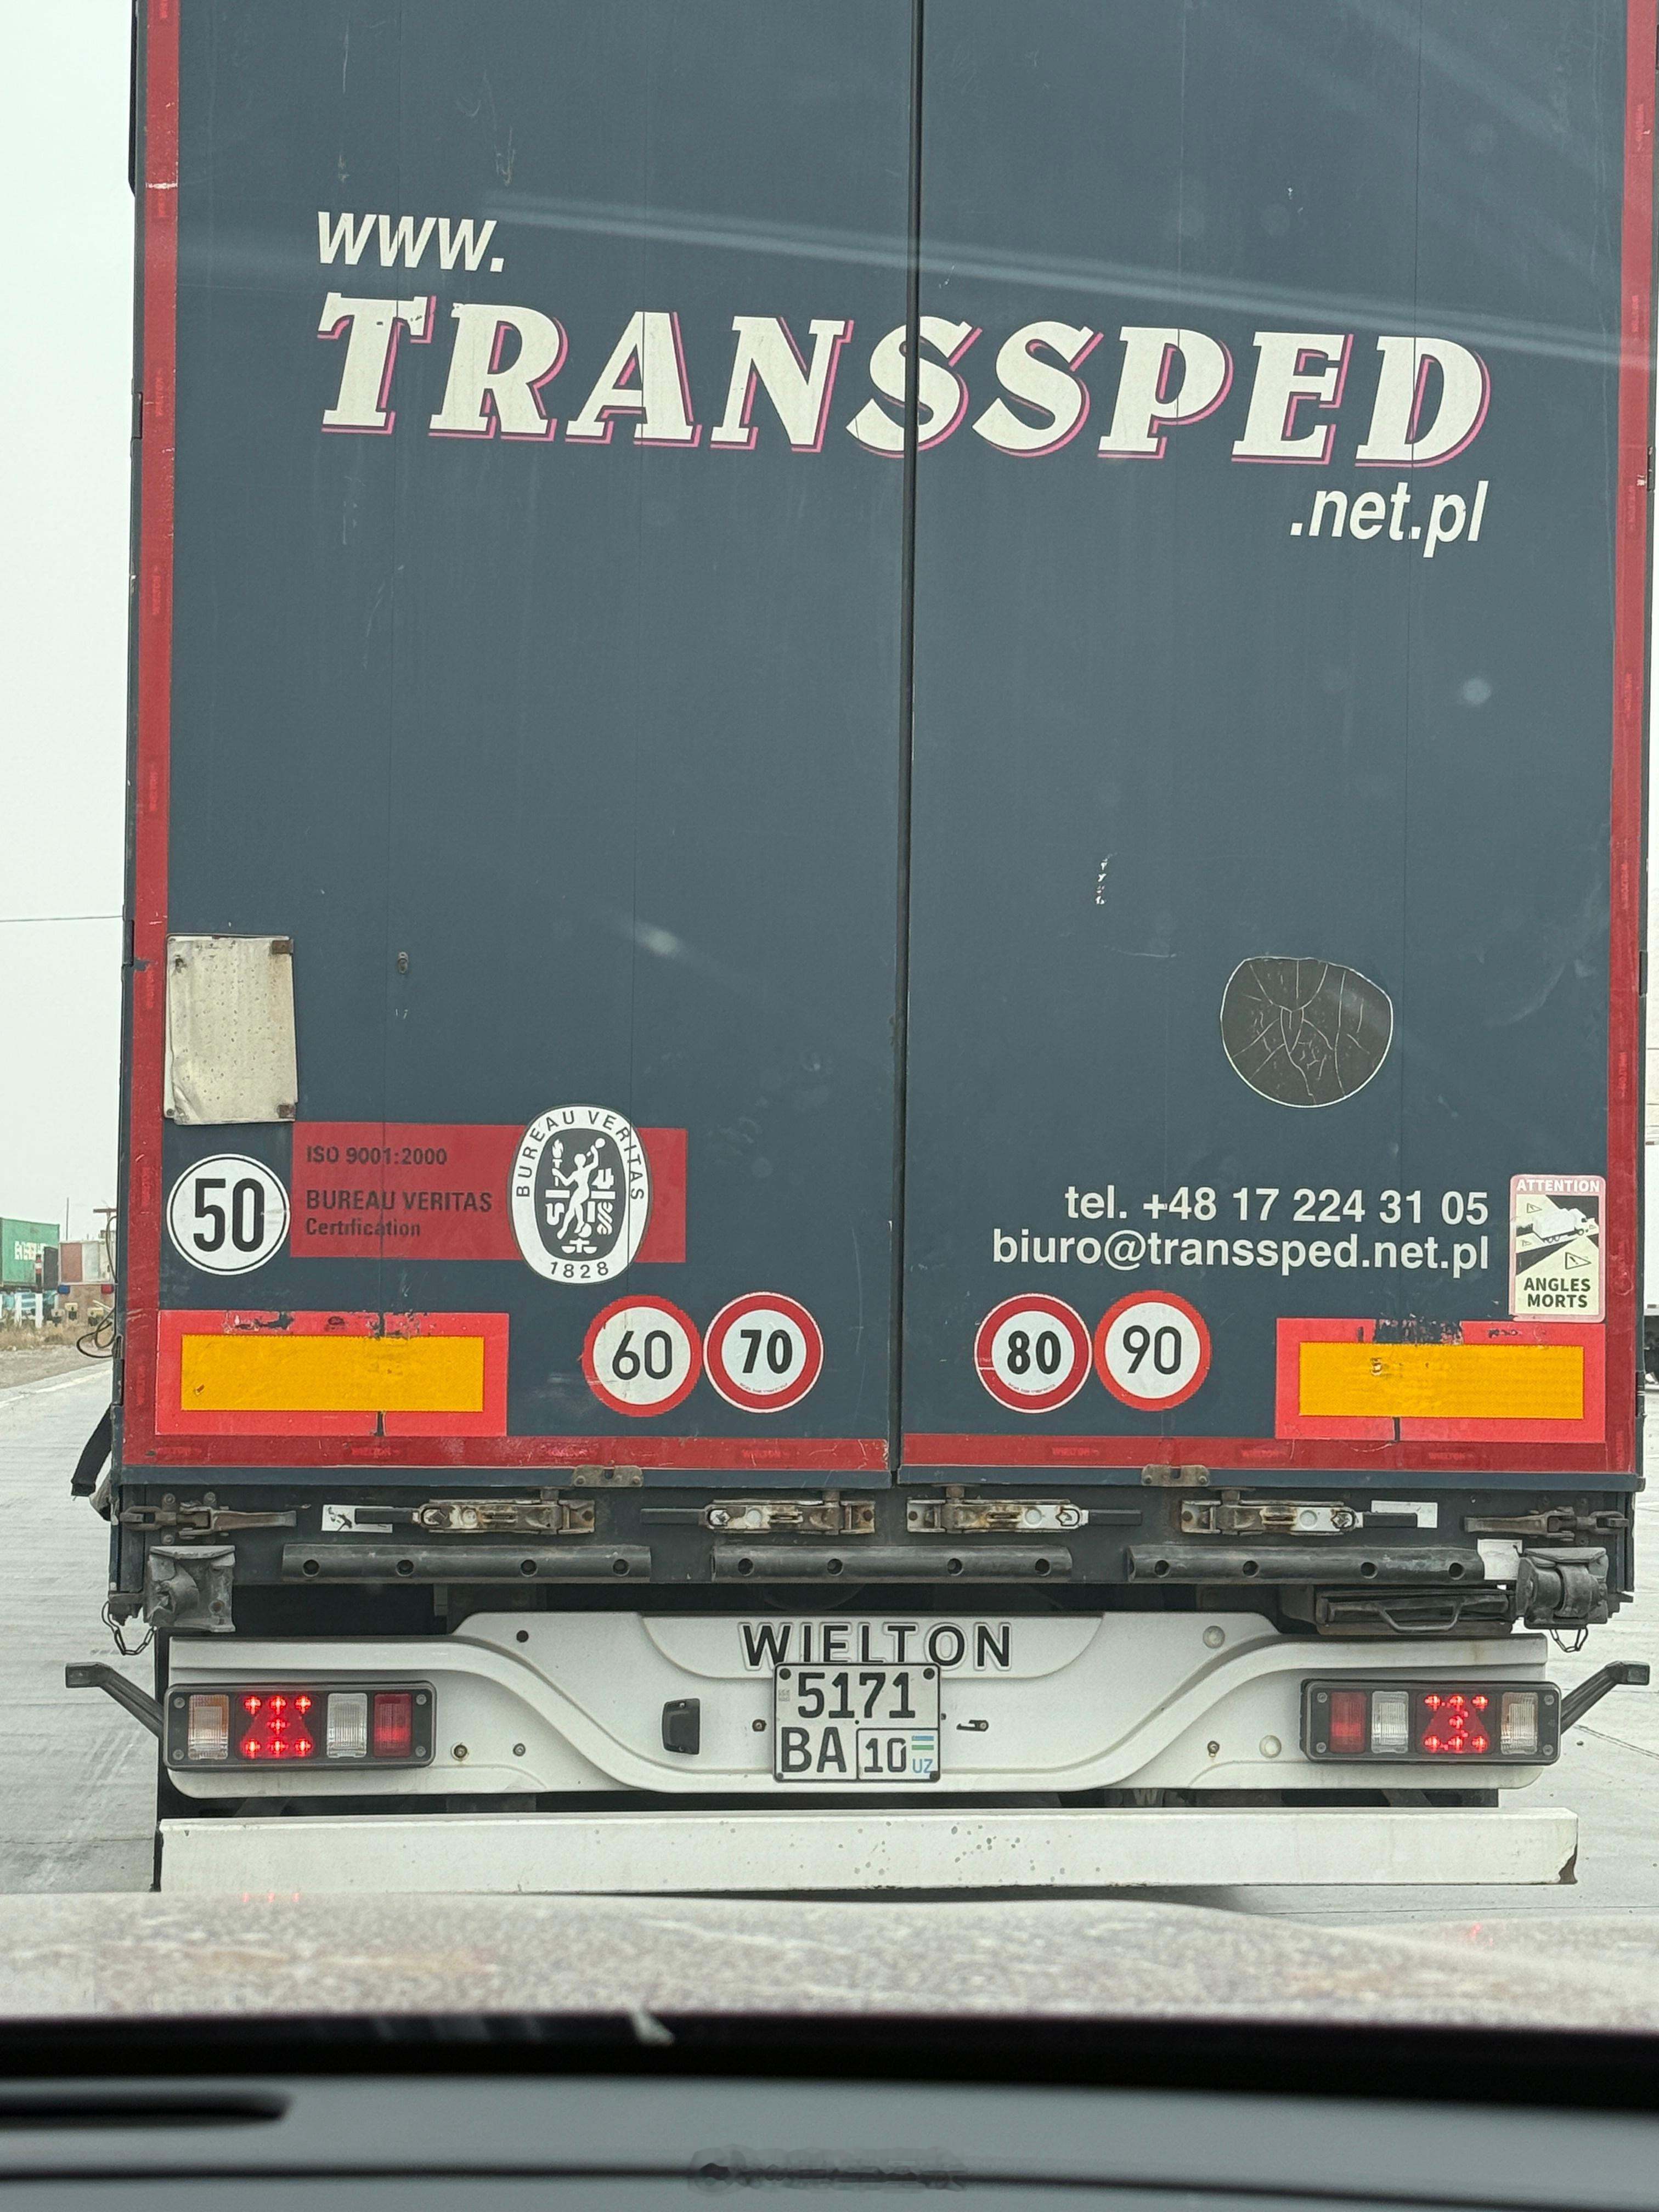 www.
TRANSSPED
.net.pl
ISO 9001:2000
BUREAU VERITAS
Certification
BUREAU VERITAS
1828
50
tel. +48 17 224 31 05
biuro@transsped.net.pl
ATTENTION
ANGLES
MORTS
60
70
80
90
WIELTON
5171
BA 10 UZ